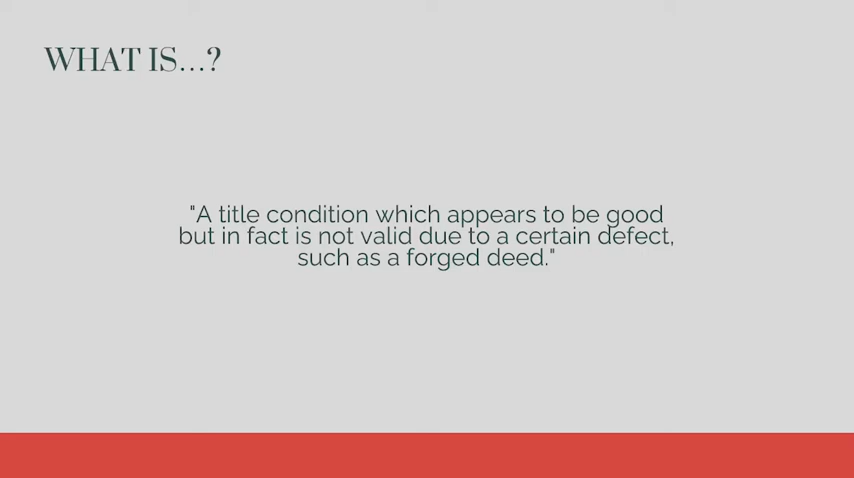 WHAT IS...?
"A title condition which appears to be good
but in fact is not valid due to a certain defect,
such as a forged deed."